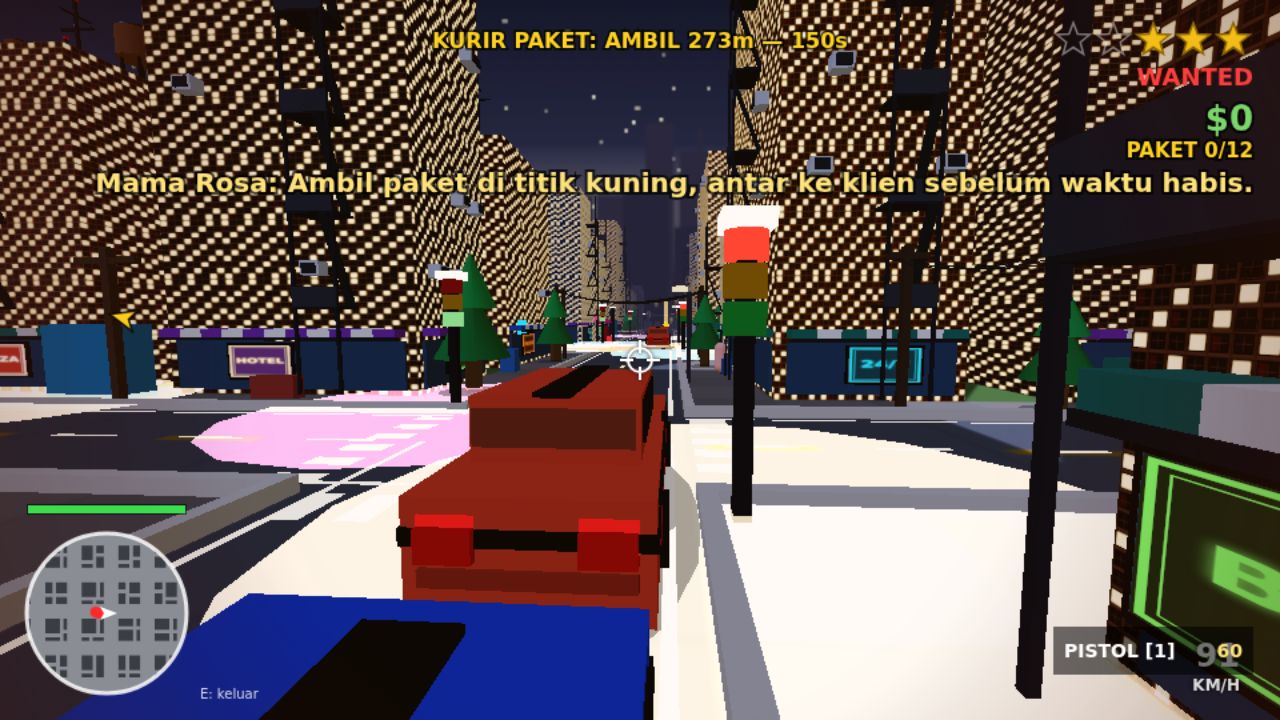 KURIR PAKET: AMBIL 273m — 150s
WANTED
$0
PAKET 0/12
Mama Rosa: Ambil paket di titik kuning, antar ke klien sebelum waktu habis.
ZA
HOTEL
24/7
B
E: keluar
PISTOL [1]
60
KM/H